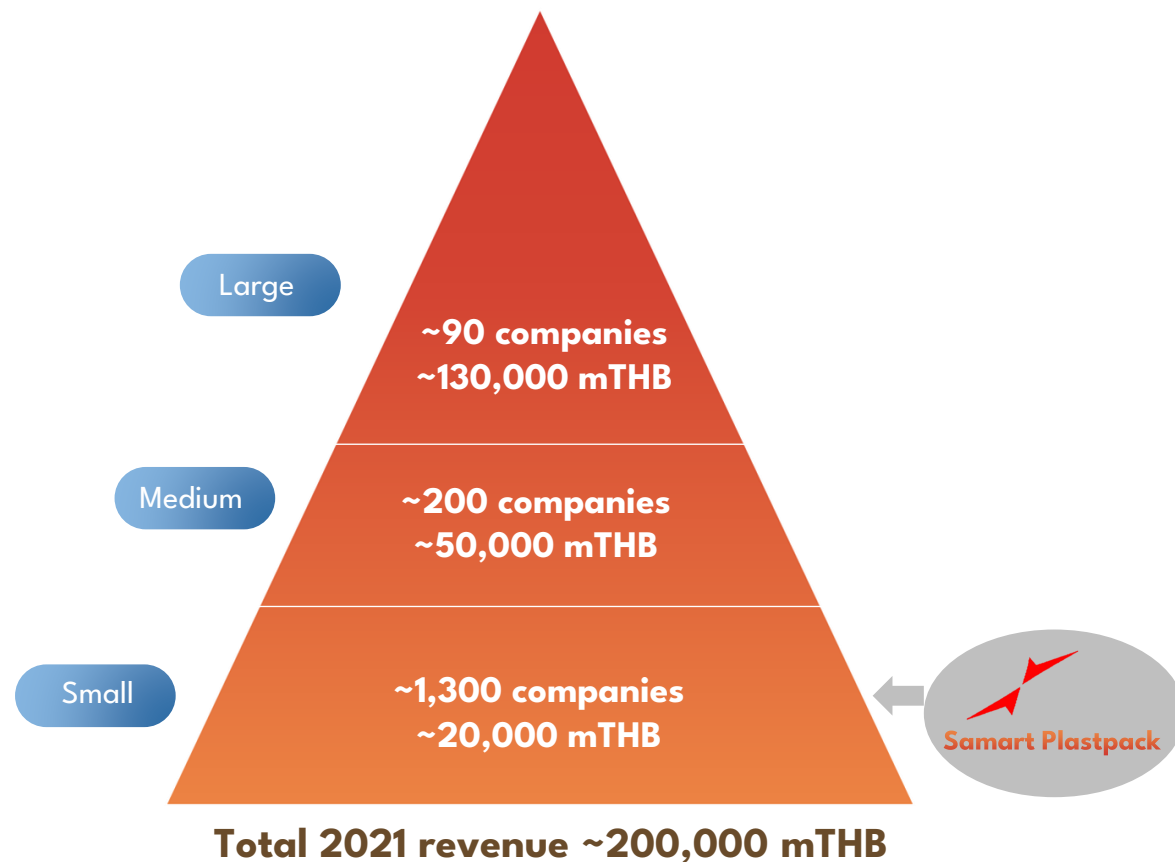 Large
~90 companies
~130,000 mTHB
Medium
~200 companies
~50,000 mTHB
Small
~1,300 companies
~20,000 mTHB
Samart Plastpack
Total 2021 revenue ~200,000 mTHB